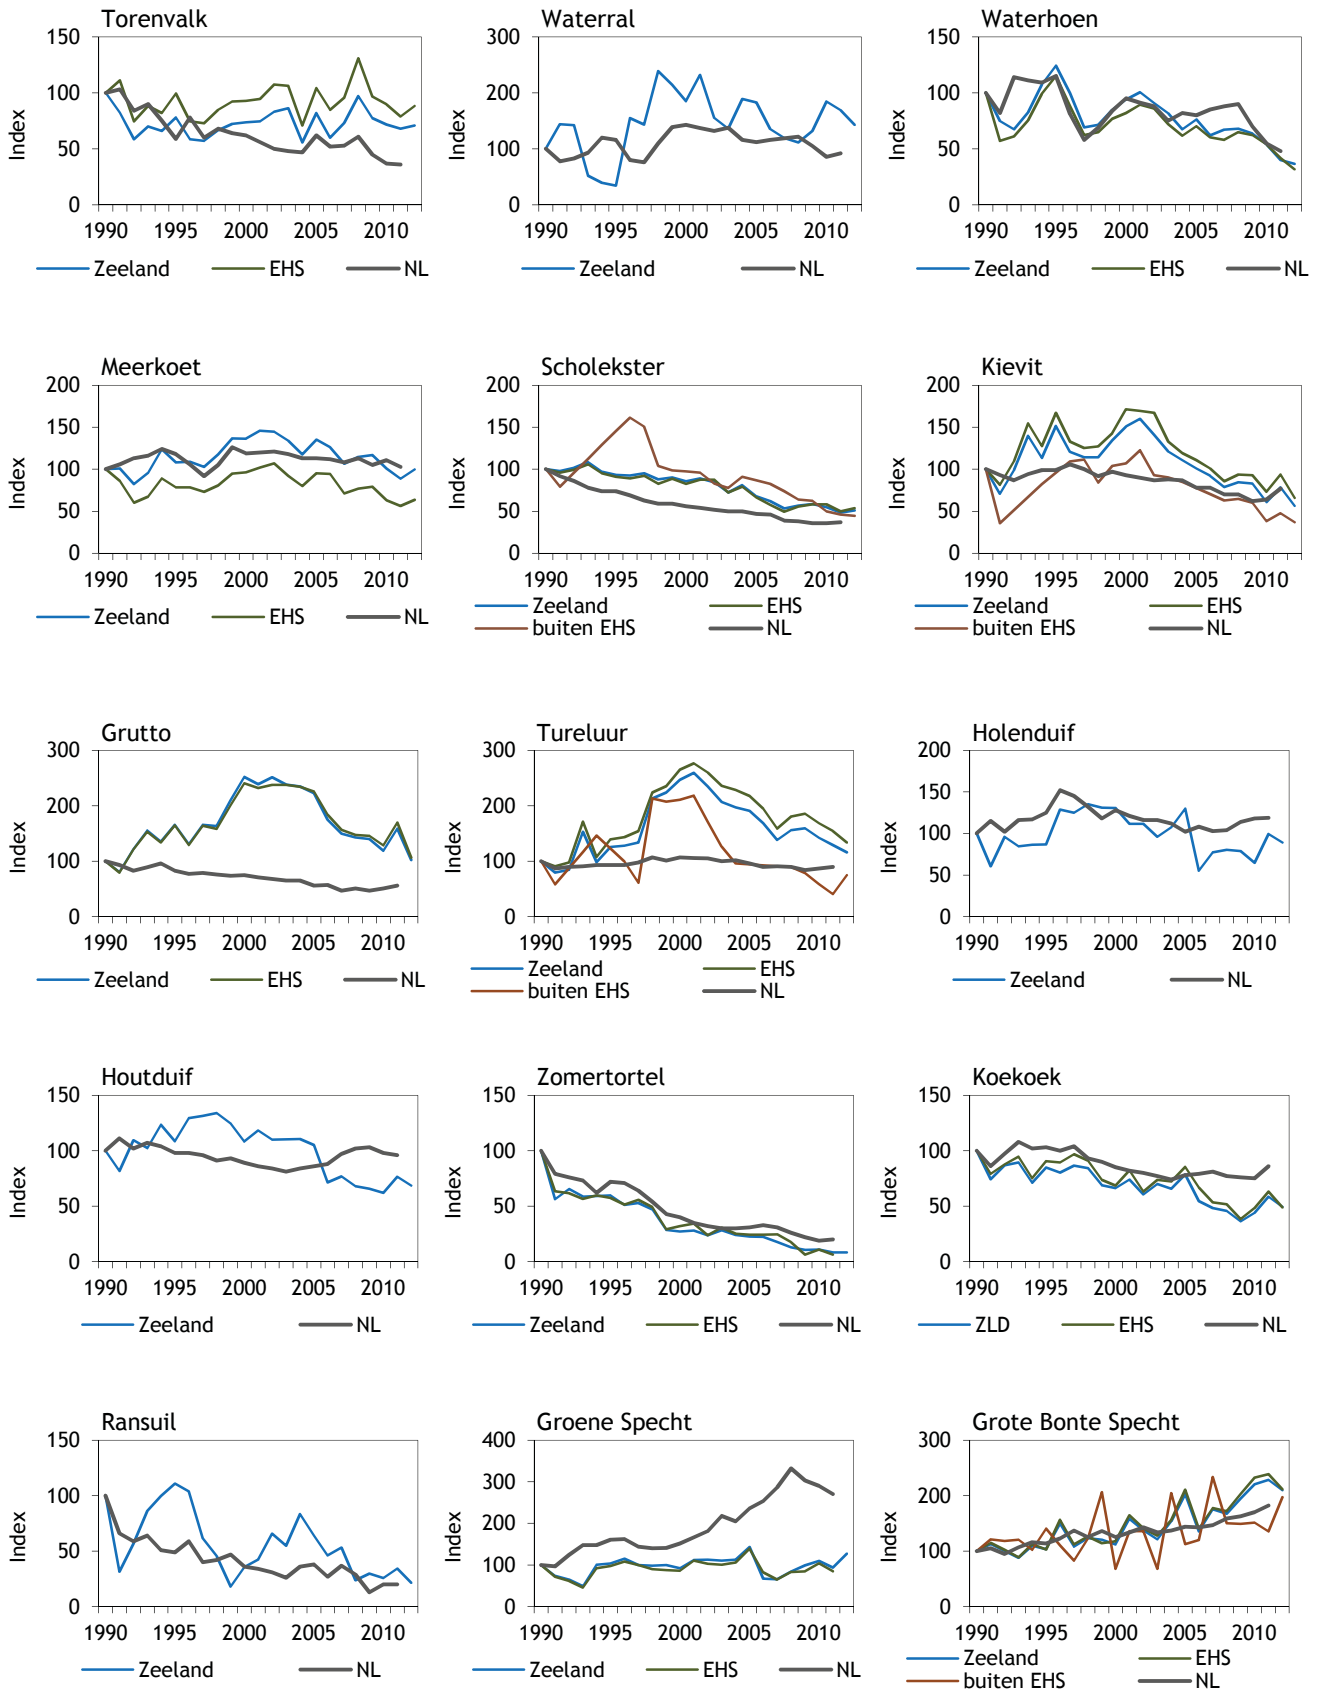 Torenvalk
150
100
50
0
Index
1990 1995 2000 2005 2010
Zeeland EHS NL
Waterral
300
200
100
0
Index
1990 1995 2000 2005 2010
Zeeland NL
Waterhoen
150
100
50
0
Index
1990 1995 2000 2005 2010
Zeeland EHS NL
Meerkoet
200
150
100
50
0
Index
1990 1995 2000 2005 2010
Zeeland EHS NL
Scholekster
200
150
100
50
0
Index
1990 1995 2000 2005 2010
Zeeland EHS
buiten EHS NL
Kievit
200
150
100
50
0
Index
1990 1995 2000 2005 2010
Zeeland EHS
buiten EHS NL
Grutto
300
200
100
0
Index
1990 1995 2000 2005 2010
Zeeland EHS NL
Tureluur
300
200
100
0
Index
1990 1995 2000 2005 2010
Zeeland EHS
buiten EHS NL
Holenduif
200
150
100
50
0
Index
1990 1995 2000 2005 2010
Zeeland NL
Houtduif
150
100
50
0
Index
1990 1995 2000 2005 2010
Zeeland NL
Zomertortel
150
100
50
0
Index
1990 1995 2000 2005 2010
Zeeland EHS NL
Koekoek
150
100
50
0
Index
1990 1995 2000 2005 2010
ZLD EHS NL
Ransuil
150
100
50
0
Index
1990 1995 2000 2005 2010
Zeeland NL
Groene Specht
400
300
200
100
0
Index
1990 1995 2000 2005 2010
Zeeland EHS NL
Grote Bonte Specht
300
200
100
0
Index
1990 1995 2000 2005 2010
Zeeland EHS
buiten EHS NL